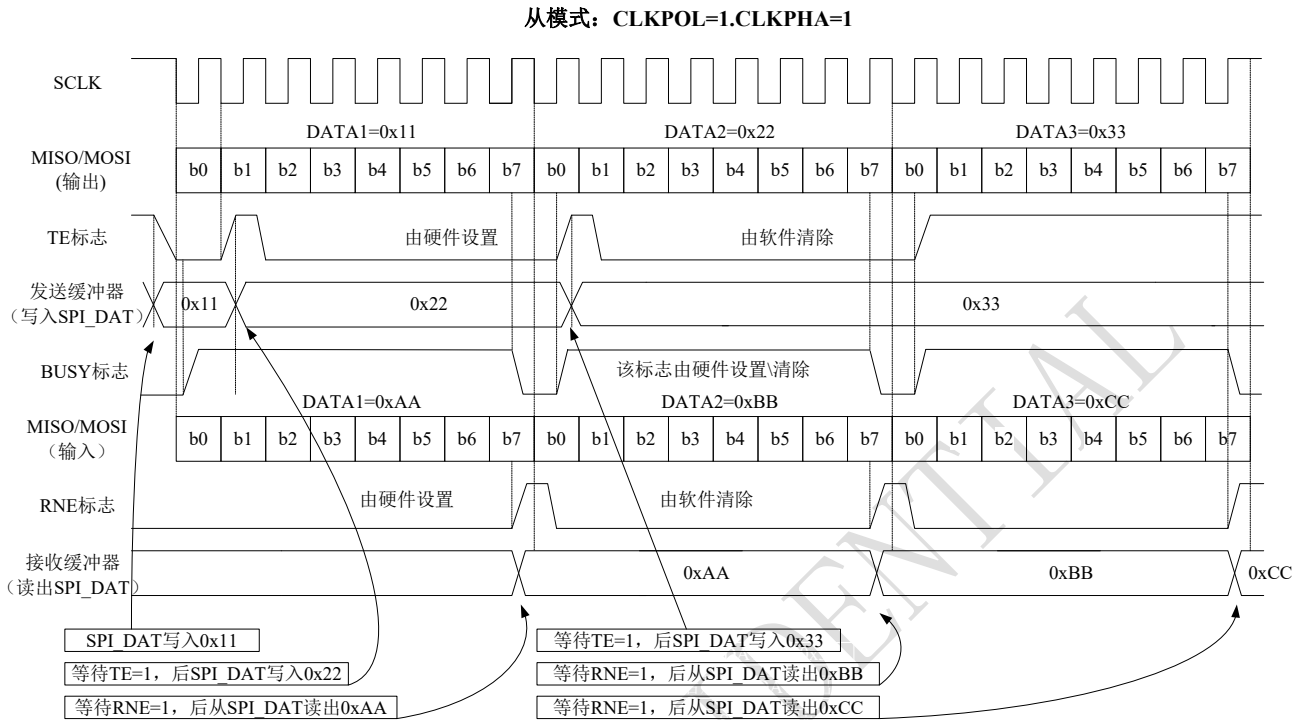 从模式：CLKPOL=1.CLKPHA=1
SCLK
DATA1=0x11
DATA2=0x22
DATA3=0x33
MISO/MOSI
(输出)
b0 b1 b2 b3 b4 b5 b6 b7 b0 b1 b2 b3 b4 b5 b6 b7 b0 b1 b2 b3 b4 b5 b6 b7
TE标志
由硬件设置
由软件清除
发送缓冲器
（写入SPI_DAT）
0x11
0x22
0x33
BUSY标志
该标志由硬件设置\清除
DATA1=0xAA
DATA2=0xBB
DATA3=0xCC
MISO/MOSI
（输入）
b0 b1 b2 b3 b4 b5 b6 b7 b0 b1 b2 b3 b4 b5 b6 b7 b0 b1 b2 b3 b4 b5 b6 b7
RNE标志
由硬件设置
由软件清除
接收缓冲器
（读出SPI_DAT）
0xAA
0xBB
0xCC
SPI_DAT写入0x11
等待TE=1，后SPI_DAT写入0x22
等待RNE=1，后从SPI_DAT读出0xAA
等待TE=1，后SPI_DAT写入0x33
等待RNE=1，后从SPI_DAT读出0xBB
等待RNE=1，后从SPI_DAT读出0xCC
IDENTIAL